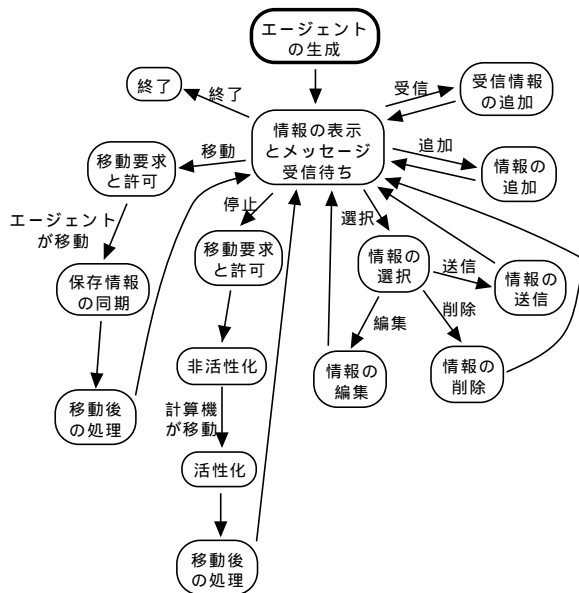 エージェント
の生成
終了
終了
受信
受信情報
の追加
情報の表示
とメッセージ
受信待ち
移動
移動要求
と許可
追加
情報の
追加
エージェント
が移動
停止
移動要求
と許可
選択
情報の
選択
送信
情報の
送信
保存情報
の同期
編集
削除
非活性化
情報の
編集
情報の
削除
移動後
の処理
計算機
が移動
活性化
移動後
の処理